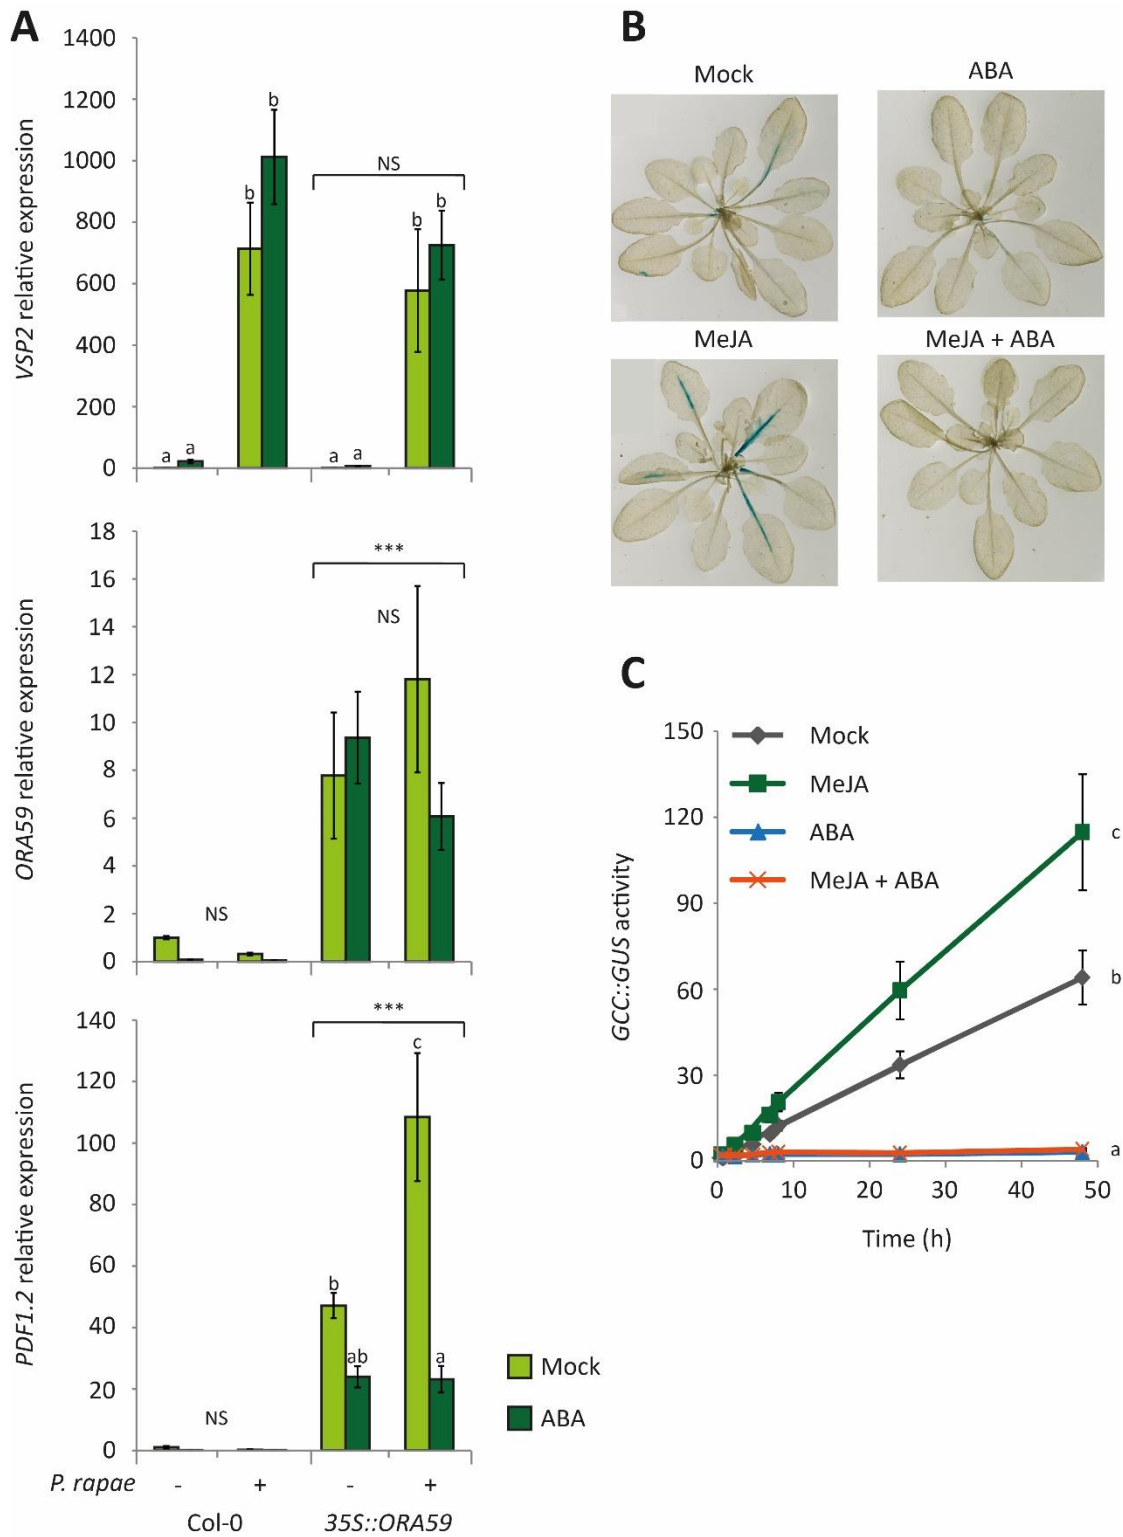 A
VSP2 relative expression
1400
1200
1000
800
600
400
200
0
a
a
b
b
NS
a
a
b
b
ORA59 relative expression
18
16
14
12
10
8
6
4
2
0
NS
***
NS
PDF1.2 relative expression
140
120
100
80
60
40
20
0
NS
***
b
ab
c
a
Mock
ABA
P. rapae - + - +
Col-0 35S::ORA59
B
Mock ABA
MeJA MeJA + ABA
C
GCC::GUS activity
150
120
90
60
30
0
Mock
MeJA
ABA
MeJA + ABA
c
b
a
0 10 20 30 40 50
Time (h)